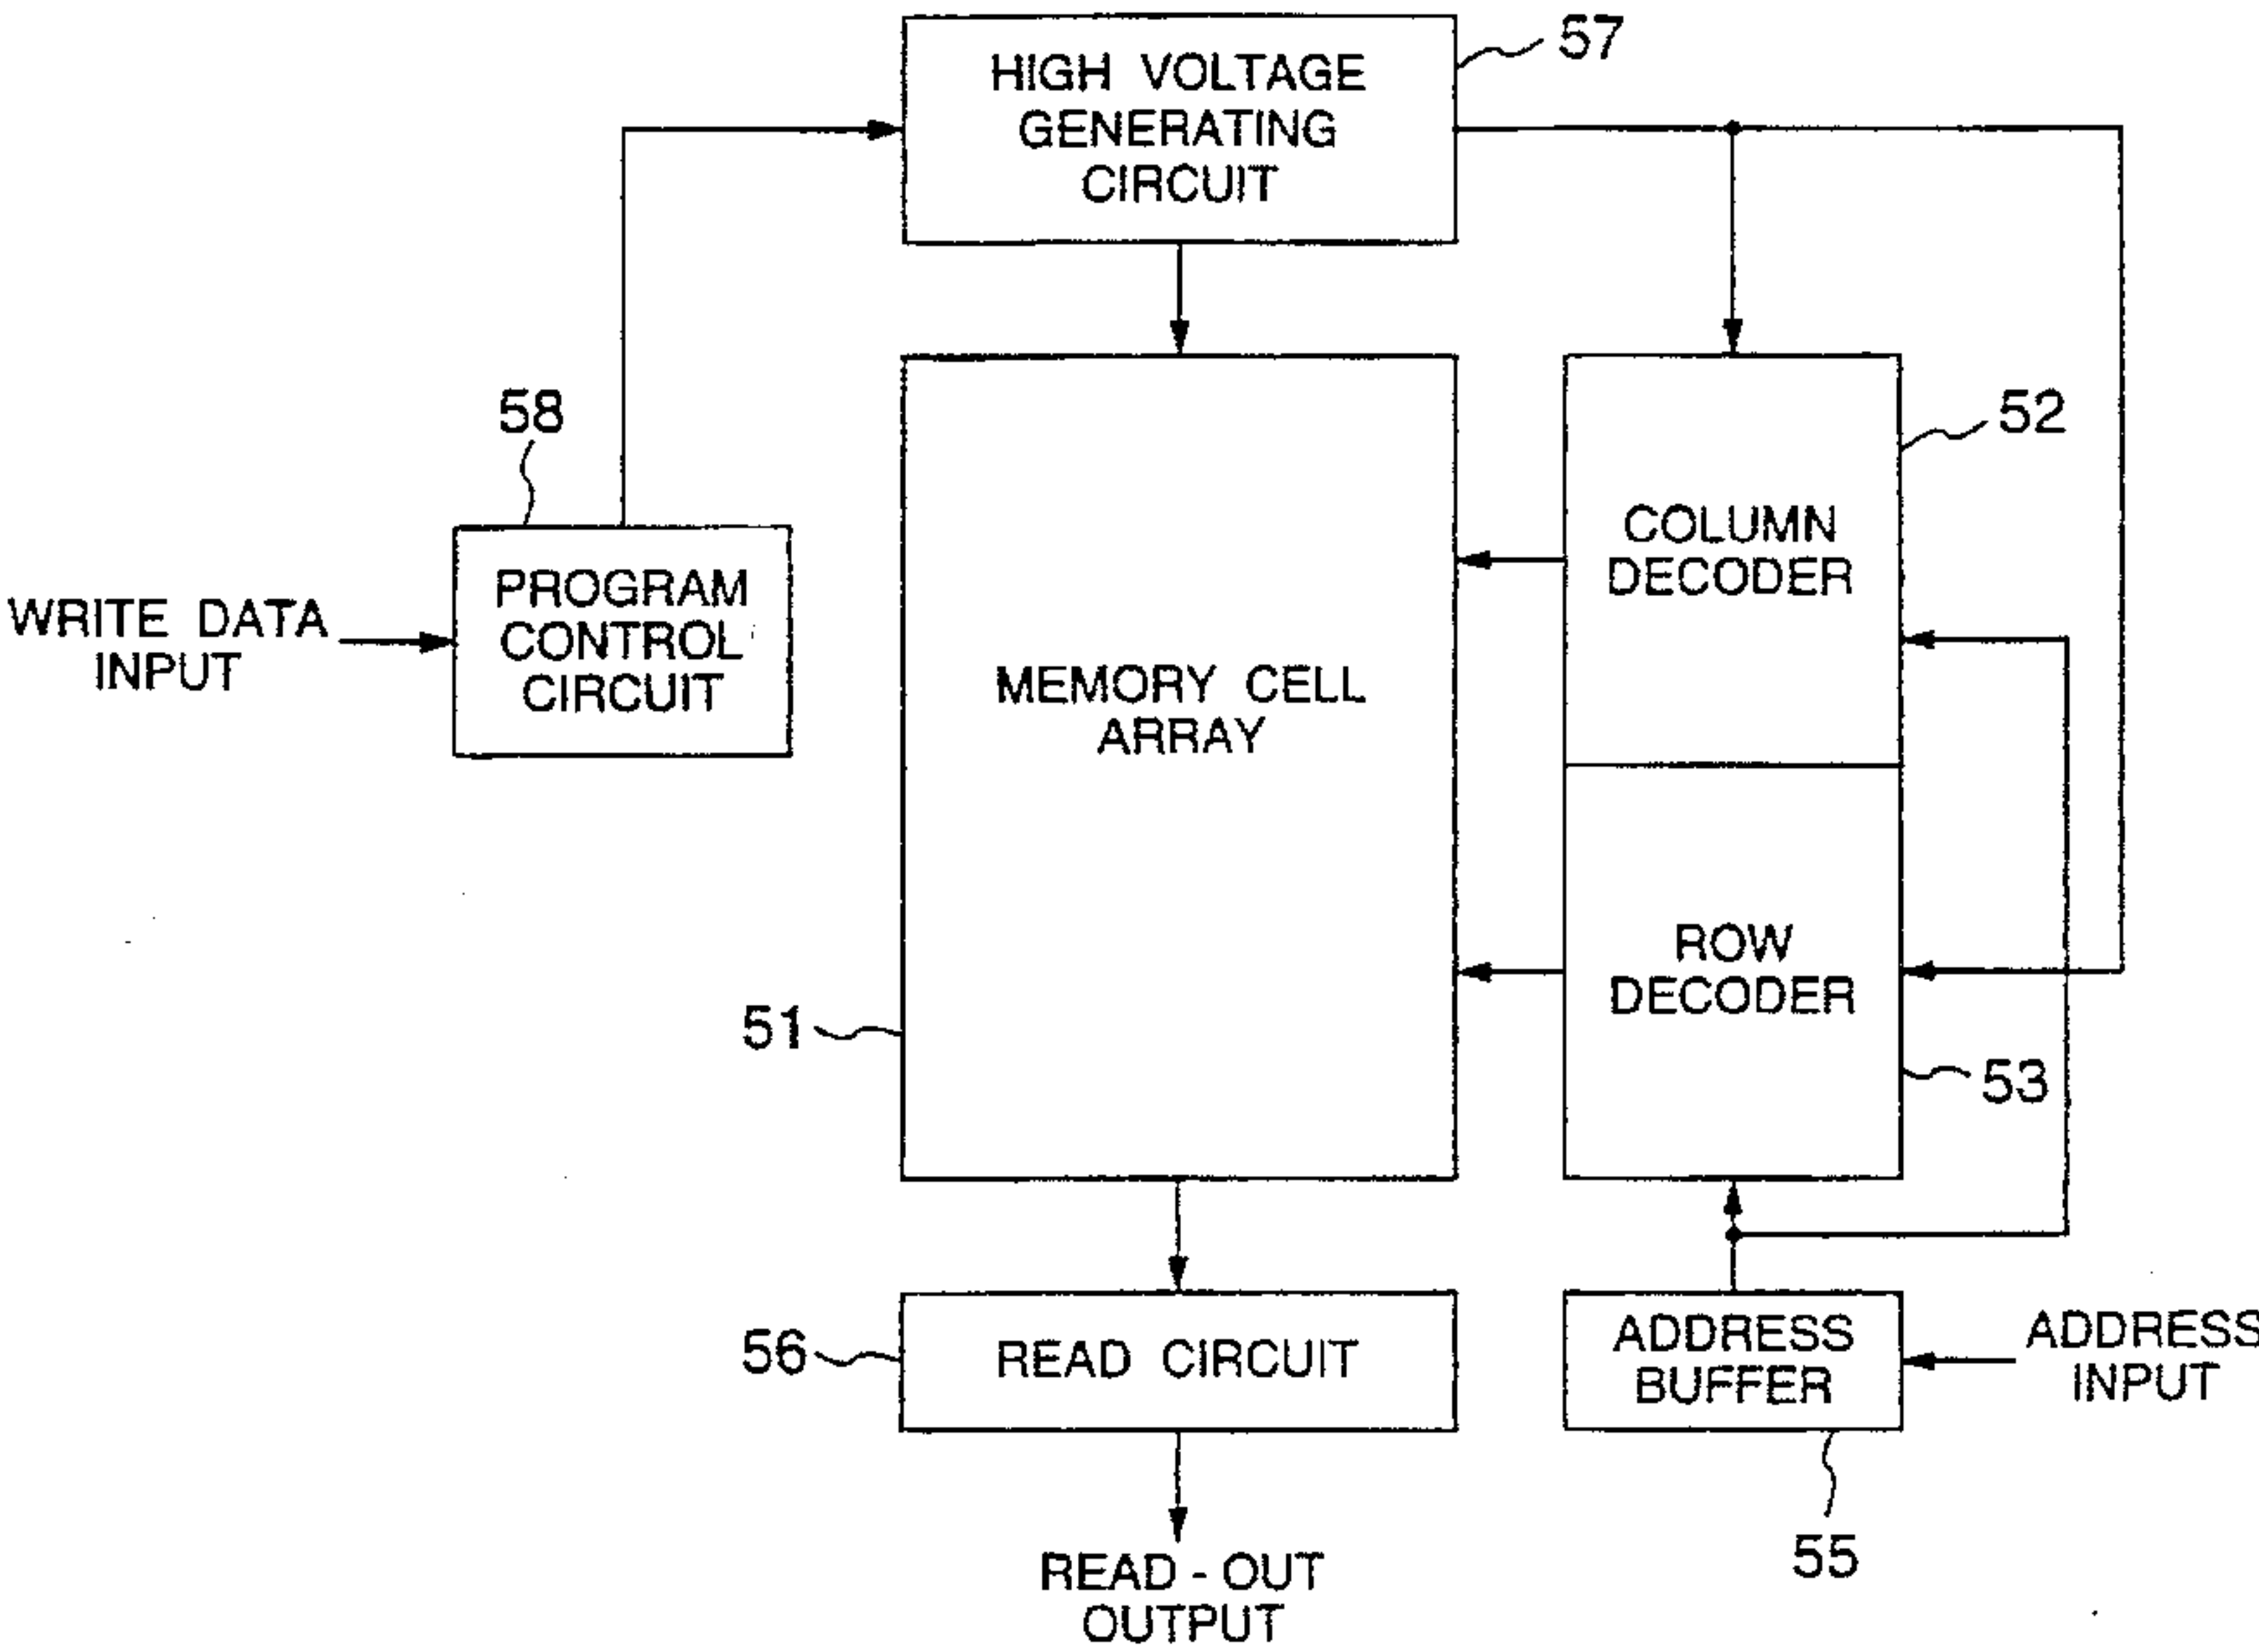 HIGH VOLTAGE
GENERATING
CIRCUIT
57
58
52
PROGRAM
CONTROL
CIRCUIT
WRITE DATA
INPUT
COLUMN
DECODER
MEMORY CELL
ARRAY
ROW
DECODER
51
53
56
READ CIRCUIT
ADDRESS
BUFFER
ADDRESS
INPUT
55
READ - OUT
OUTPUT